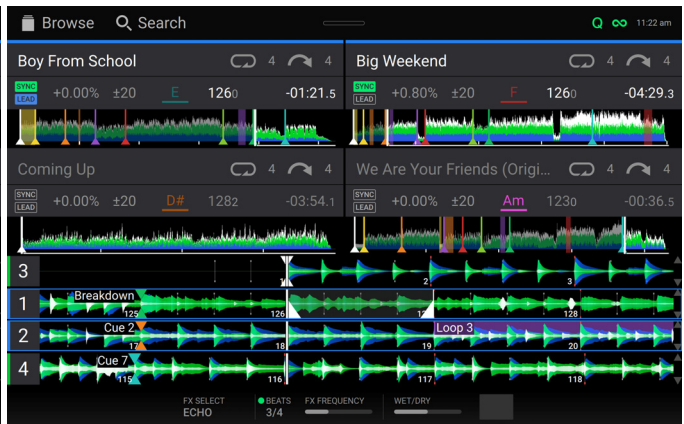 Browse Search Q 11:22 am
Boy From School 4 4
Big Weekend 4 4
SYNC LEAD +0.00% ±20 E 1260 -01:21.5
SYNC LEAD +0.80% ±20 F 1260 -04:29.3
Coming Up 4 4
We Are Your Friends (Origi... 4 4
SYNC LEAD +0.00% ±20 D# 1282 -03:54.1
SYNC LEAD +0.00% ±20 Am 1230 -00:36.5
3 1 2 3
1 Breakdown 125 126 128
2 Cue 2 17 18 19 Loop 3 20
4 Cue 7 115 116 117 118
FX SELECT BEATS FX FREQUENCY WET/DRY
ECHO 3/4